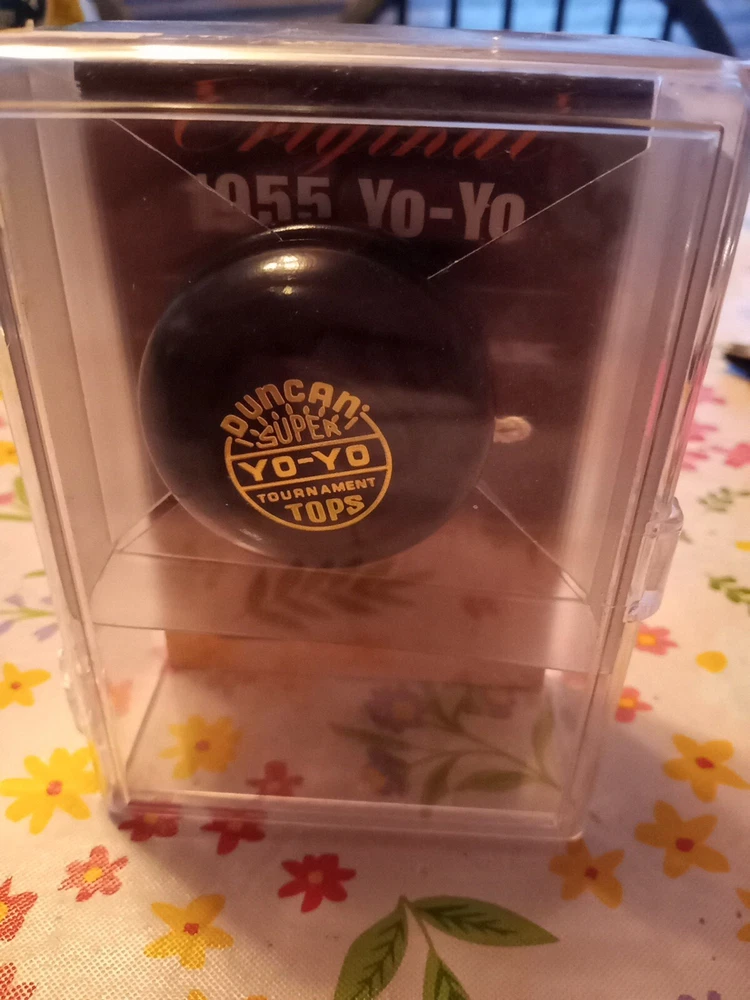 Original
1955 Yo-Yo
DUNCAN
SUPER
YO-YO
TOURNAMENT
TOPS